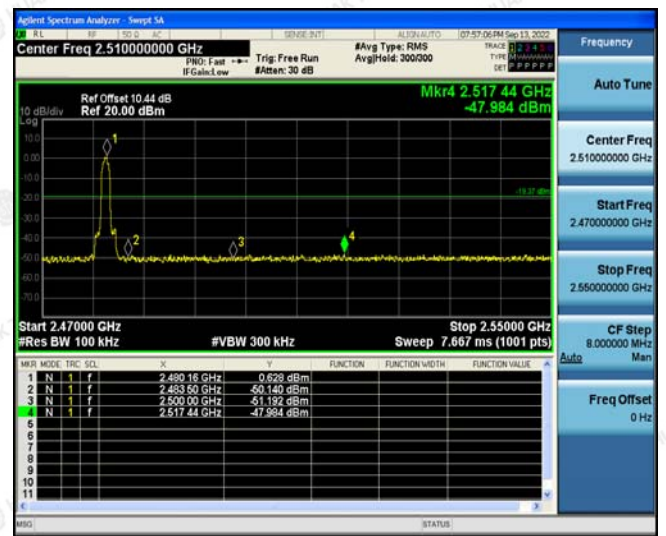 Agilent Spectrum Analyzer - Swept SA
RL RF 50 Ω AC SENSE:INT ALIGNAUTO 07:57:06 PM Sep 13, 2022
Center Freq 2.510000000 GHz
PNO: Fast Trig: Free Run
IFGain:Low #Atten: 30 dB
#Avg Type: RMS
Avg|Hold: 300/300
TRACE 1 2 3 4 5 6
TYPE M
DET P P P P P P
Frequency
Auto Tune
Center Freq
2.510000000 GHz
Start Freq
2.470000000 GHz
Stop Freq
2.550000000 GHz
CF Step
8.000000 MHz
Auto Man
Freq Offset
0 Hz
Mkr4 2.517 44 GHz
-47.984 dBm
Ref Offset 10.44 dB
10 dB/div Ref 20.00 dBm
Log
10.0
0.00
-10.0
-20.0
-30.0
-40.0
-50.0
-60.0
-70.0
1
2
3
4
-19.37 dBm
Start 2.47000 GHz Stop 2.55000 GHz
#Res BW 100 kHz #VBW 300 kHz Sweep 7.667 ms (1001 pts)
MKR MODE TRC SCL X Y FUNCTION FUNCTION WIDTH FUNCTION VALUE
1 N 1 f 2.480 16 GHz 0.628 dBm
2 N 1 f 2.483 50 GHz -50.140 dBm
3 N 1 f 2.500 00 GHz -51.192 dBm
4 N 1 f 2.517 44 GHz -47.984 dBm
5
6
7
8
9
10
11
MSG STATUS